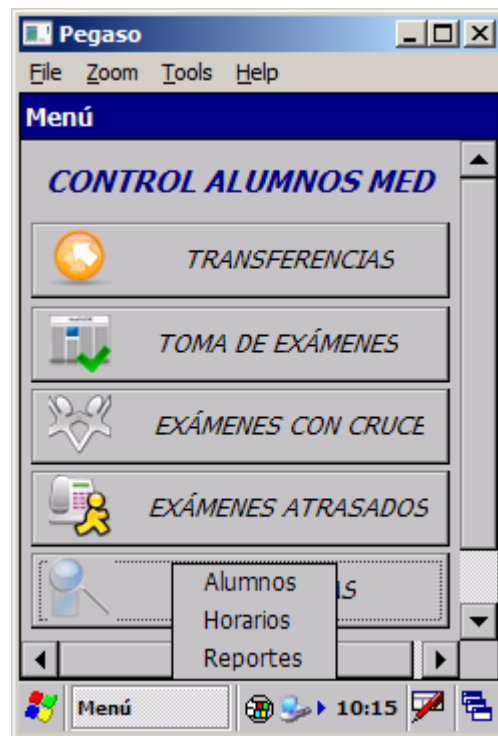 Pegaso
File Zoom Tools Help
Menú
CONTROL ALUMNOS MED
TRANSFERENCIAS
TOMA DE EXÁMENES
EXÁMENES CON CRUCE
EXÁMENES ATRASADOS
Alumnos
Horarios
Reportes
Menú 10:15